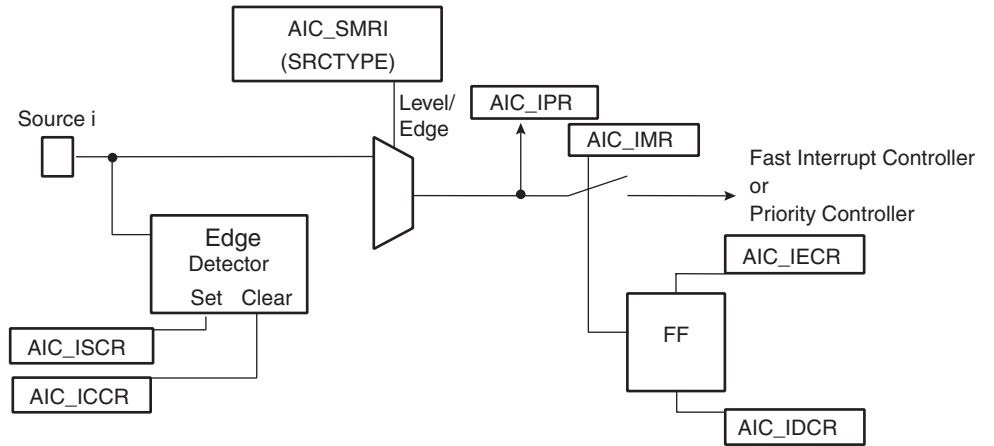 AIC_SMRI
(SRCTYPE)
Level/
Edge
AIC_IPR
AIC_IMR
Source i
Fast Interrupt Controller
or
Priority Controller
Edge
Detector
Set Clear
AIC_IECR
FF
AIC_ISCR
AIC_ICCR
AIC_IDCR